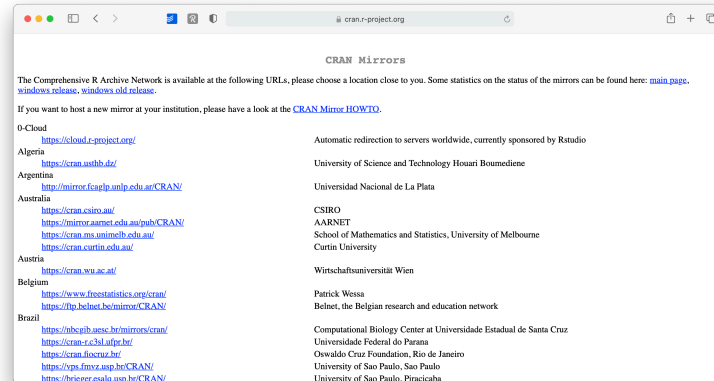 cran.r-project.org
CRAN Mirrors
The Comprehensive R Archive Network is available at the following URLs, please choose a location close to you. Some statistics on the status of the mirrors can be found here: main page,
windows release, windows old release.
If you want to host a new mirror at your institution, please have a look at the CRAN Mirror HOWTO.
0-Cloud
https://cloud.r-project.org/ Automatic redirection to servers worldwide, currently sponsored by Rstudio
Algeria
https://cran.usthb.dz/ University of Science and Technology Houari Boumediene
Argentina
http://mirror.fcaglp.unlp.edu.ar/CRAN/ Universidad Nacional de La Plata
Australia
https://cran.csiro.au/ CSIRO
https://mirror.aarnet.edu.au/pub/CRAN/ AARNET
https://cran.ms.unimelb.edu.au/ School of Mathematics and Statistics, University of Melbourne
https://cran.curtin.edu.au/ Curtin University
Austria
https://cran.wu.ac.at/ Wirtschaftsuniversität Wien
Belgium
https://www.freestatistics.org/cran/ Patrick Wessa
https://ftp.belnet.be/mirror/CRAN/ Belnet, the Belgian research and education network
Brazil
https://nbcgib.uesc.br/mirrors/cran/ Computational Biology Center at Universidade Estadual de Santa Cruz
https://cran-r.c3sl.ufpr.br/ Universidade Federal do Parana
https://cran.fiocruz.br/ Oswaldo Cruz Foundation, Rio de Janeiro
https://vps.fmvz.usp.br/CRAN/ University of Sao Paulo, Sao Paulo
https://brieger.esalq.usp.br/CRAN/ University of Sao Paulo, Piracicaba